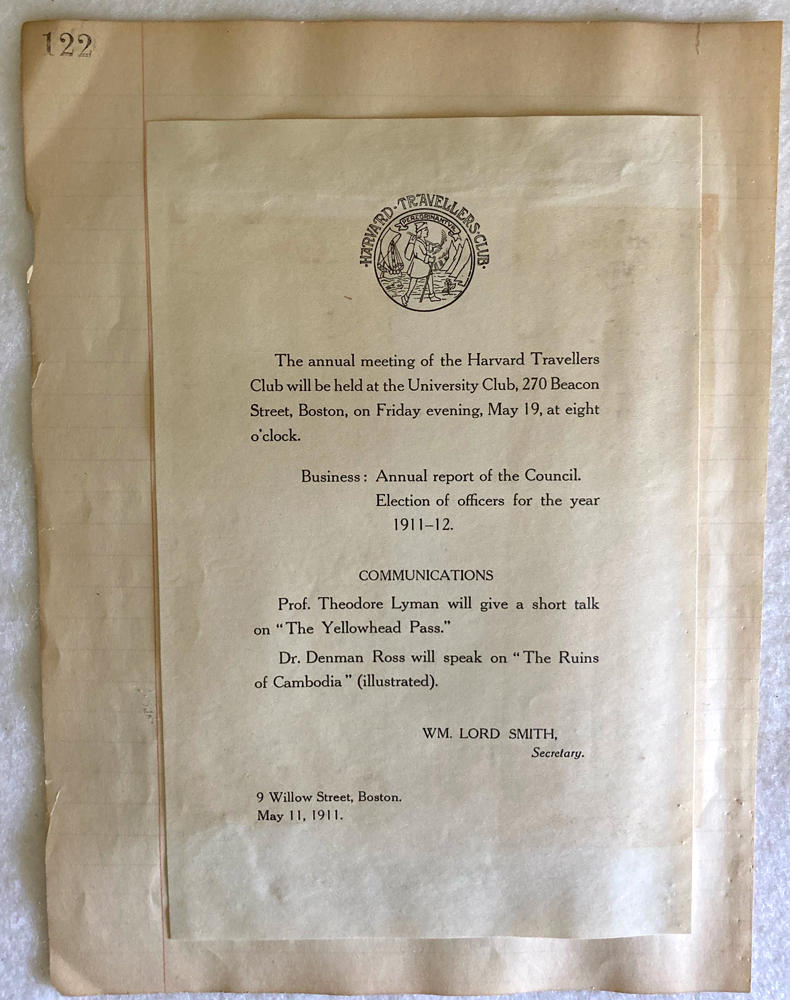 122
·HARVARD·TRAVELLERS·CLUB·
PEREGRINANTUR
The annual meeting of the Harvard Travellers
Club will be held at the University Club, 270 Beacon
Street, Boston, on Friday evening, May 19, at eight
o'clock.
Business: Annual report of the Council.
Election of officers for the year
1911–12.
COMMUNICATIONS
Prof. Theodore Lyman will give a short talk
on "The Yellowhead Pass."
Dr. Denman Ross will speak on "The Ruins
of Cambodia" (illustrated).
WM. LORD SMITH,
Secretary.
9 Willow Street, Boston.
May 11, 1911.